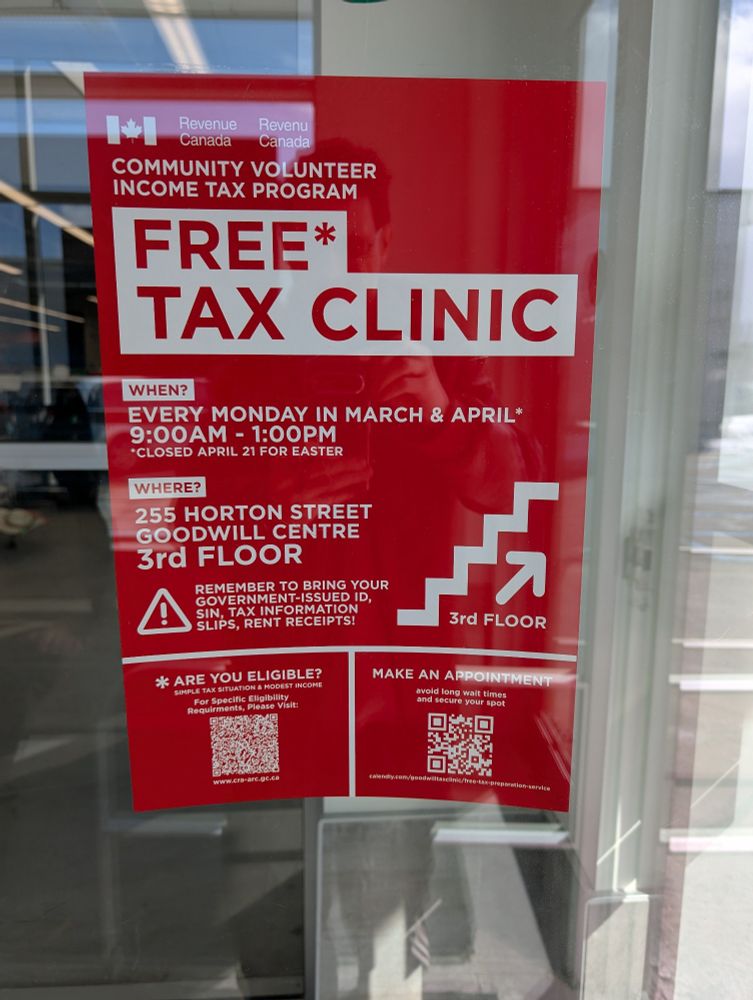 Revenue Canada Revenu Canada
COMMUNITY VOLUNTEER
INCOME TAX PROGRAM
FREE*
TAX CLINIC
WHEN?
EVERY MONDAY IN MARCH & APRIL*
9:00AM - 1:00PM
*CLOSED APRIL 21 FOR EASTER
WHERE?
255 HORTON STREET
GOODWILL CENTRE
3rd FLOOR
REMEMBER TO BRING YOUR
GOVERNMENT-ISSUED ID,
SIN, TAX INFORMATION
SLIPS, RENT RECEIPTS!
3rd FLOOR
* ARE YOU ELIGIBLE?
SIMPLE TAX SITUATION & MODEST INCOME
For Specific Eligibility
Requirments, Please Visit:
www.cra-arc.gc.ca
MAKE AN APPOINTMENT
avoid long wait times
and secure your spot
calendly.com/goodwilltaxclinic/free-tax-preparation-service